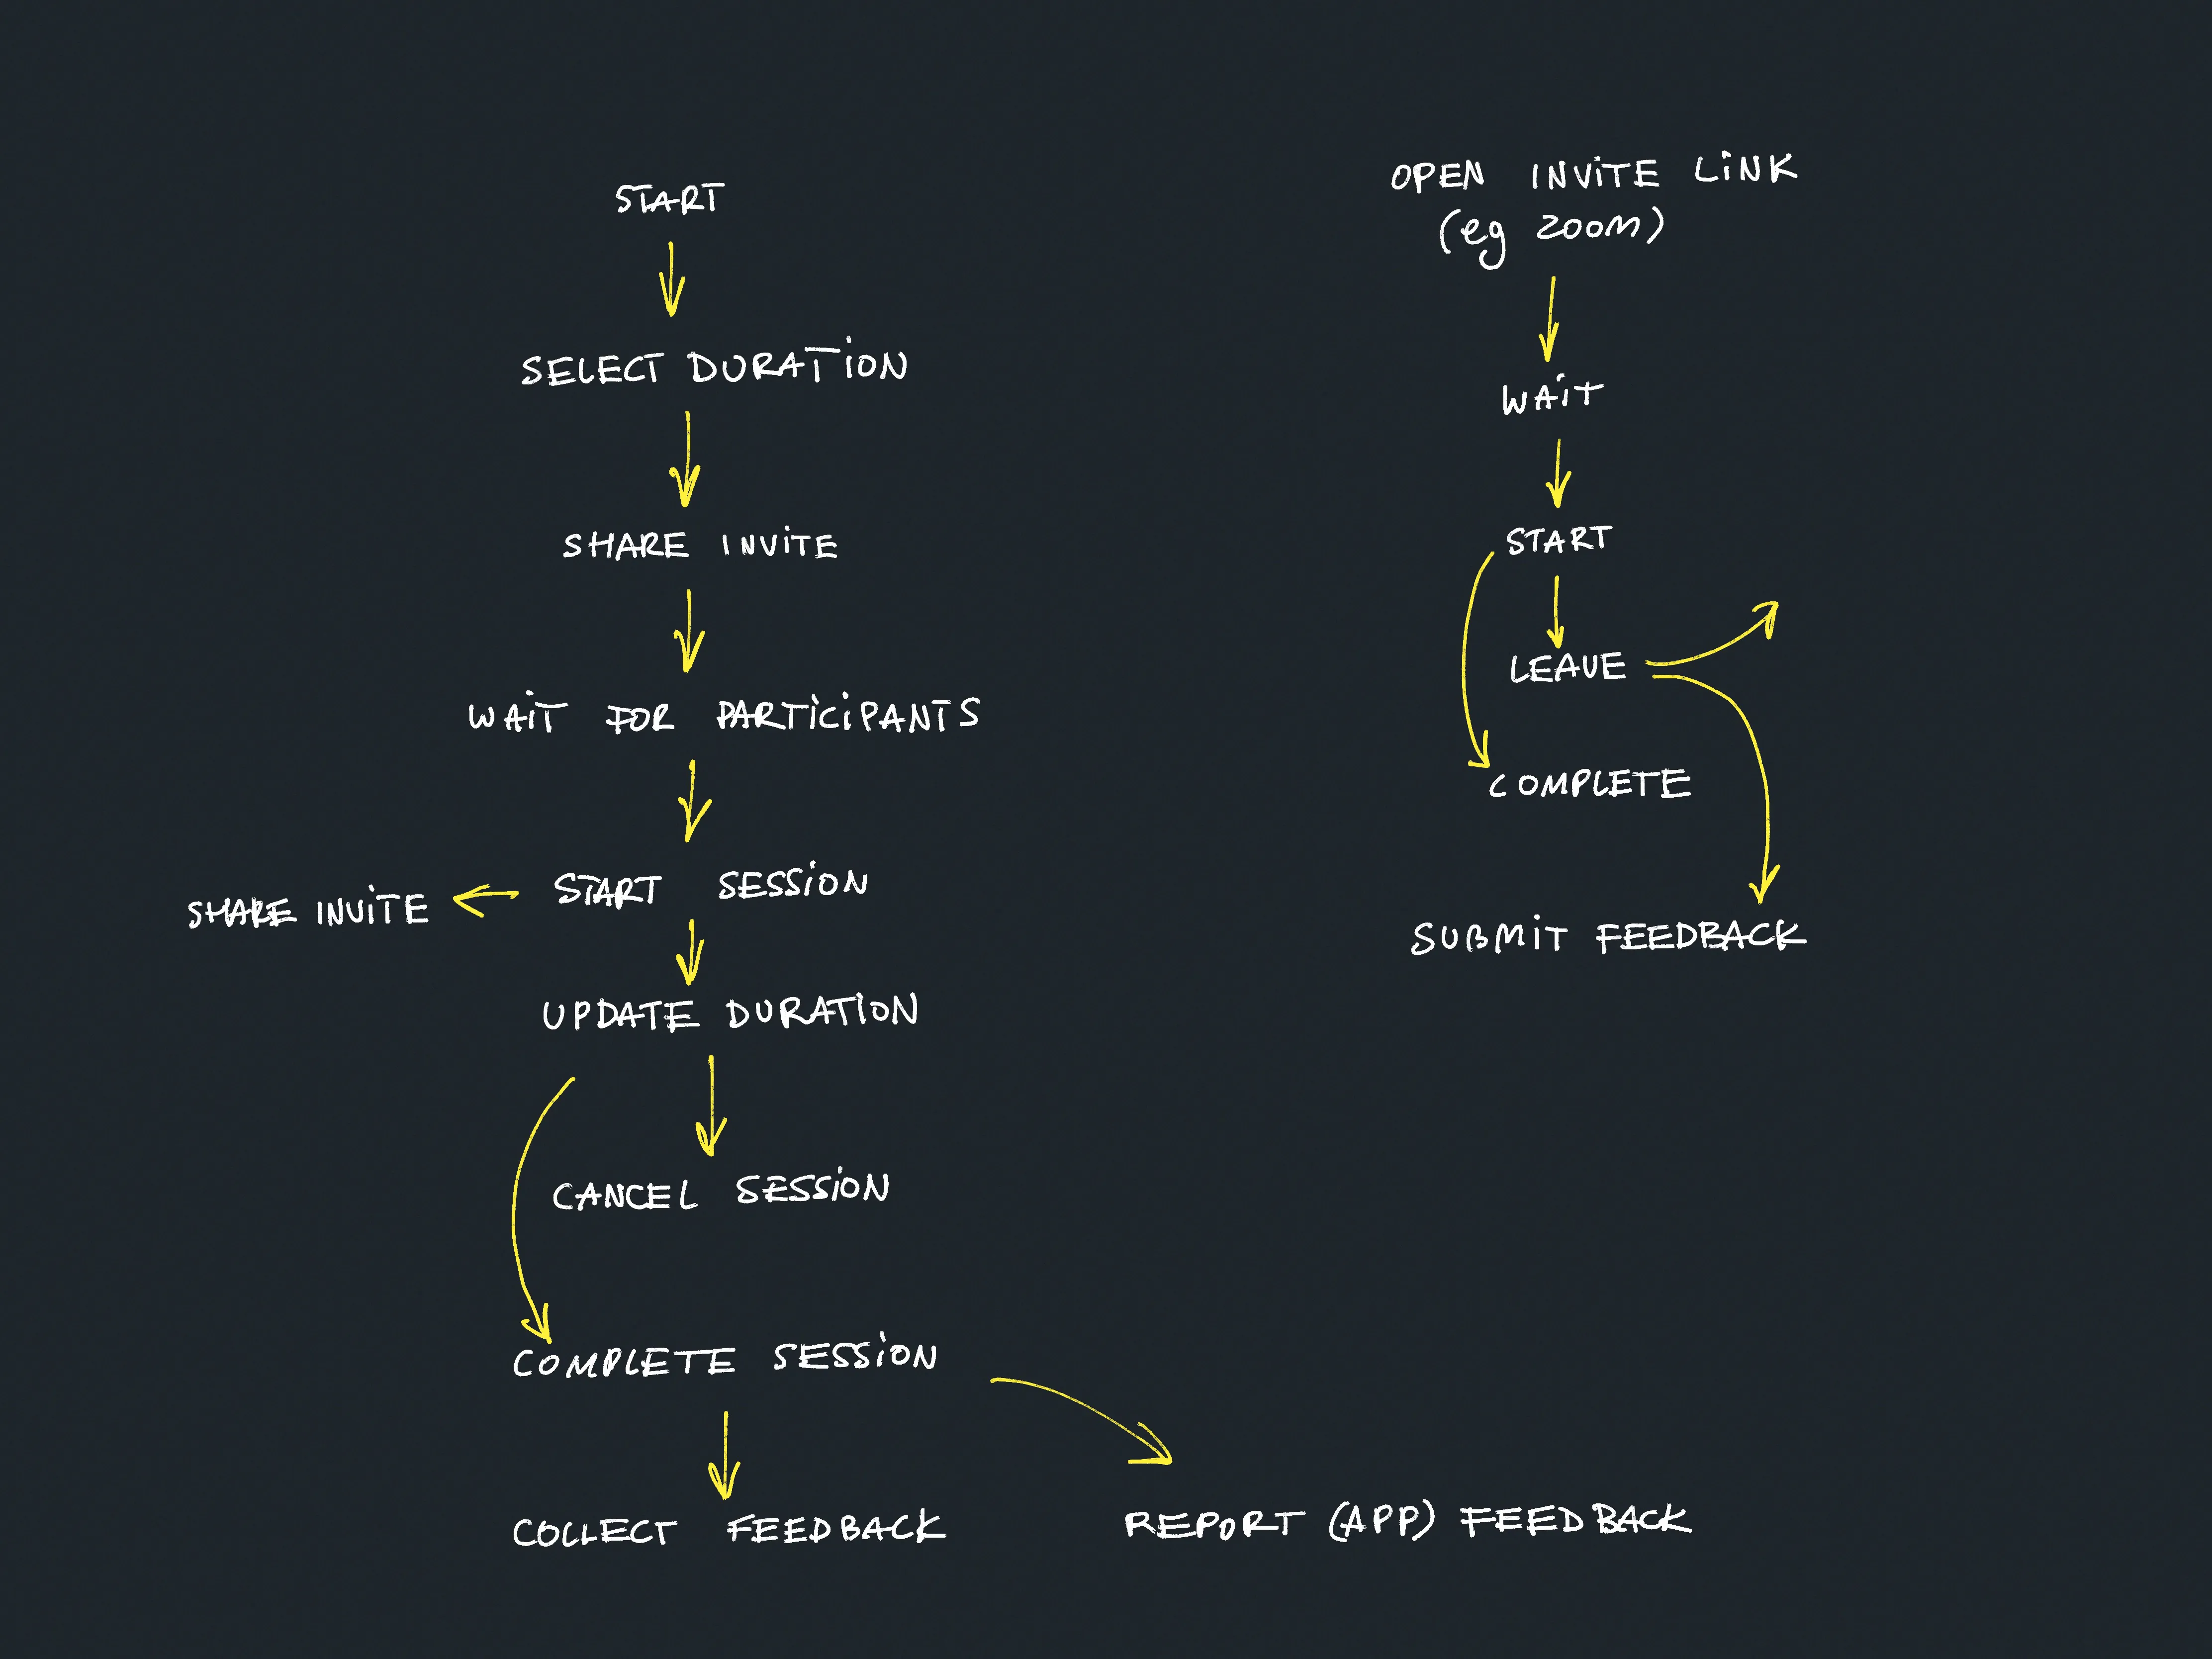 START
SELECT DURATION
SHARE INVITE
WAIT FOR PARTICIPANTS
START SESSION
SHARE INVITE
UPDATE DURATION
CANCEL SESSION
COMPLETE SESSION
COLLECT FEEDBACK
REPORT (APP) FEEDBACK
OPEN INVITE LINK
(eg ZOOM)
WAIT
START
LEAVE
COMPLETE
SUBMIT FEEDBACK